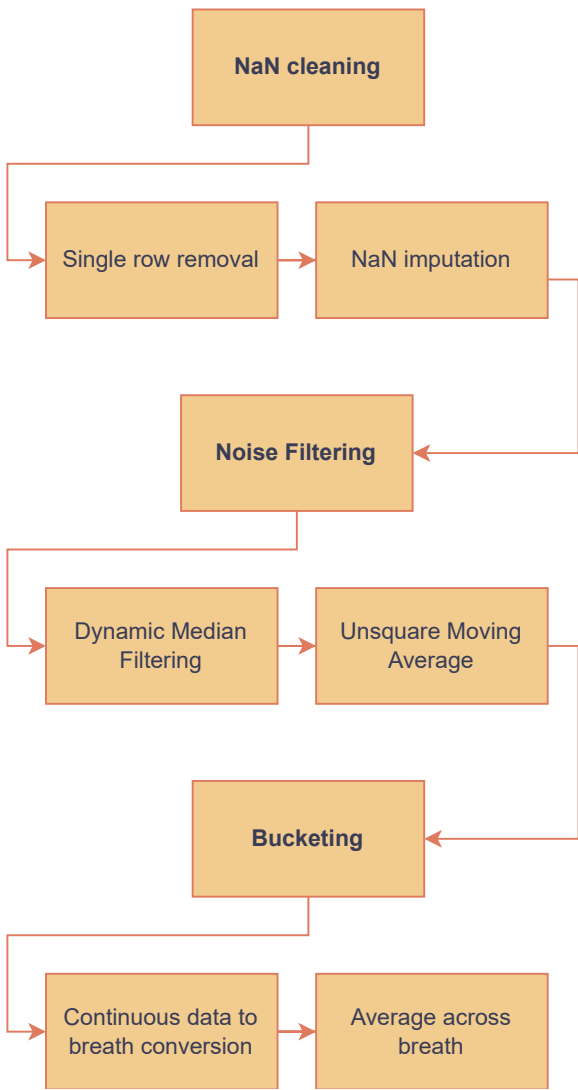 NaN cleaning
Single row removal
NaN imputation
Noise Filtering
Dynamic Median
Filtering
Unsquare Moving
Average
Bucketing
Continuous data to
breath conversion
Average across
breath